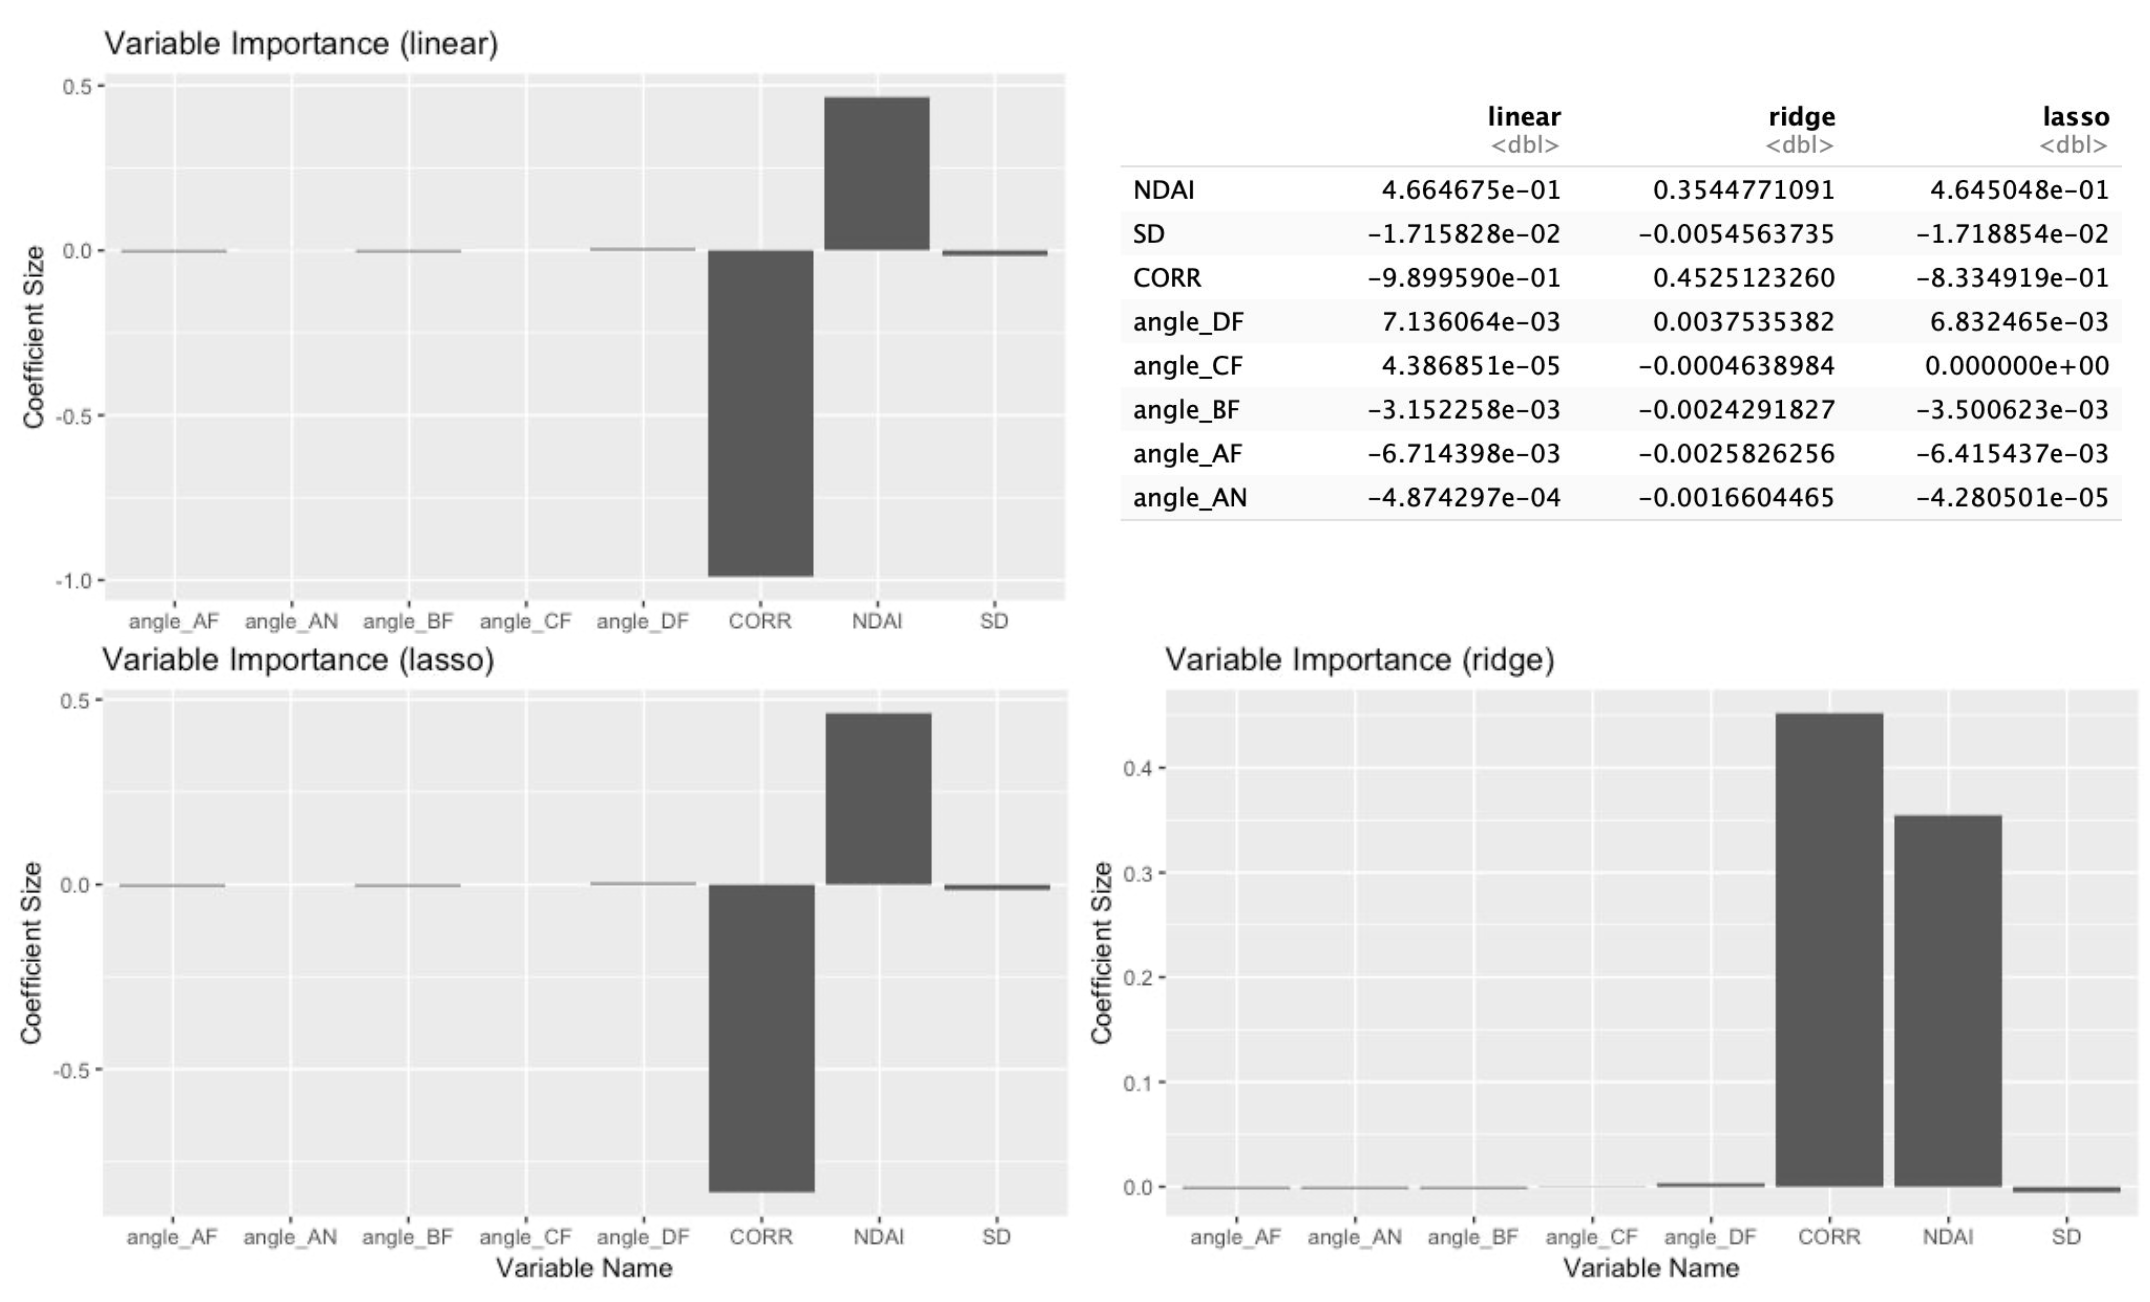 Variable Importance (linear)
Coefficient Size
0.5
0.0
-0.5
-1.0
angle_AF angle_AN angle_BF angle_CF angle_DF CORR NDAI SD
linear ridge lasso
<dbl> <dbl> <dbl>
NDAI 4.664675e-01 0.3544771091 4.645048e-01
SD -1.715828e-02 -0.0054563735 -1.718854e-02
CORR -9.899590e-01 0.4525123260 -8.334919e-01
angle_DF 7.136064e-03 0.0037535382 6.832465e-03
angle_CF 4.386851e-05 -0.0004638984 0.000000e+00
angle_BF -3.152258e-03 -0.0024291827 -3.500623e-03
angle_AF -6.714398e-03 -0.0025826256 -6.415437e-03
angle_AN -4.874297e-04 -0.0016604465 -4.280501e-05
Variable Importance (lasso)
Coefficient Size
0.5
0.0
-0.5
angle_AF angle_AN angle_BF angle_CF angle_DF CORR NDAI SD
Variable Name
Variable Importance (ridge)
Coefficient Size
0.4
0.3
0.2
0.1
0.0
angle_AF angle_AN angle_BF angle_CF angle_DF CORR NDAI SD
Variable Name